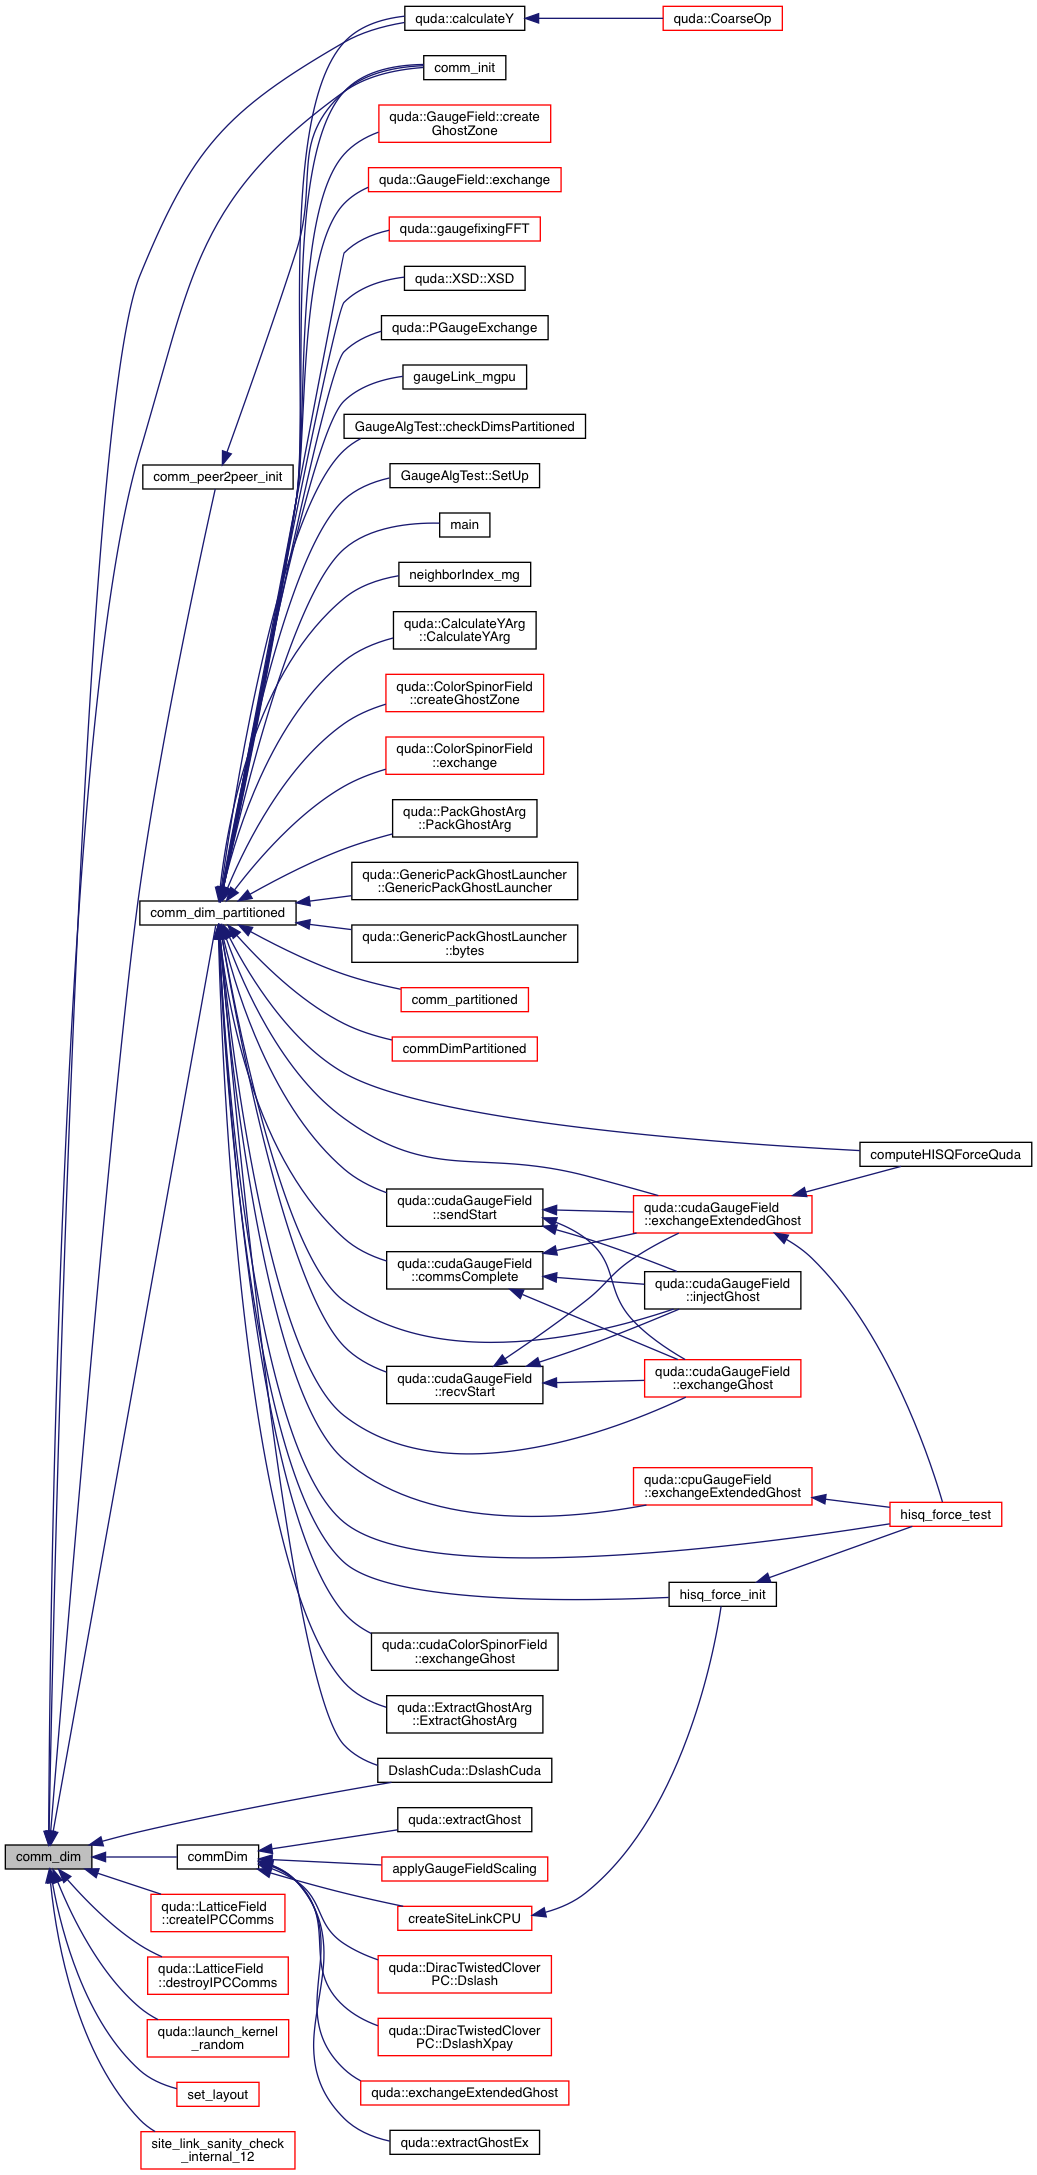 quda::calculateY
quda::CoarseOp
comm_init
quda::GaugeField::create
GhostZone
quda::GaugeField::exchange
quda::gaugefixingFFT
quda::XSD::XSD
quda::PGaugeExchange
gaugeLink_mgpu
GaugeAlgTest::checkDimsPartitioned
comm_peer2peer_init
GaugeAlgTest::SetUp
main
neighborIndex_mg
quda::CalculateYArg
::CalculateYArg
quda::ColorSpinorField
::createGhostZone
quda::ColorSpinorField
::exchange
quda::PackGhostArg
::PackGhostArg
quda::GenericPackGhostLauncher
::GenericPackGhostLauncher
comm_dim_partitioned
quda::GenericPackGhostLauncher
::bytes
comm_partitioned
commDimPartitioned
computeHISQForceQuda
quda::cudaGaugeField
::sendStart
quda::cudaGaugeField
::exchangeExtendedGhost
quda::cudaGaugeField
::commsComplete
quda::cudaGaugeField
::injectGhost
quda::cudaGaugeField
::recvStart
quda::cudaGaugeField
::exchangeGhost
quda::cpuGaugeField
::exchangeExtendedGhost
hisq_force_test
hisq_force_init
quda::cudaColorSpinorField
::exchangeGhost
quda::ExtractGhostArg
::ExtractGhostArg
DslashCuda::DslashCuda
quda::extractGhost
comm_dim
commDim
applyGaugeFieldScaling
quda::LatticeField
::createIPCComms
createSiteLinkCPU
quda::LatticeField
::destroyIPCComms
quda::DiracTwistedClover
PC::Dslash
quda::launch_kernel
_random
quda::DiracTwistedClover
PC::DslashXpay
set_layout
quda::exchangeExtendedGhost
site_link_sanity_check
_internal_12
quda::extractGhostEx